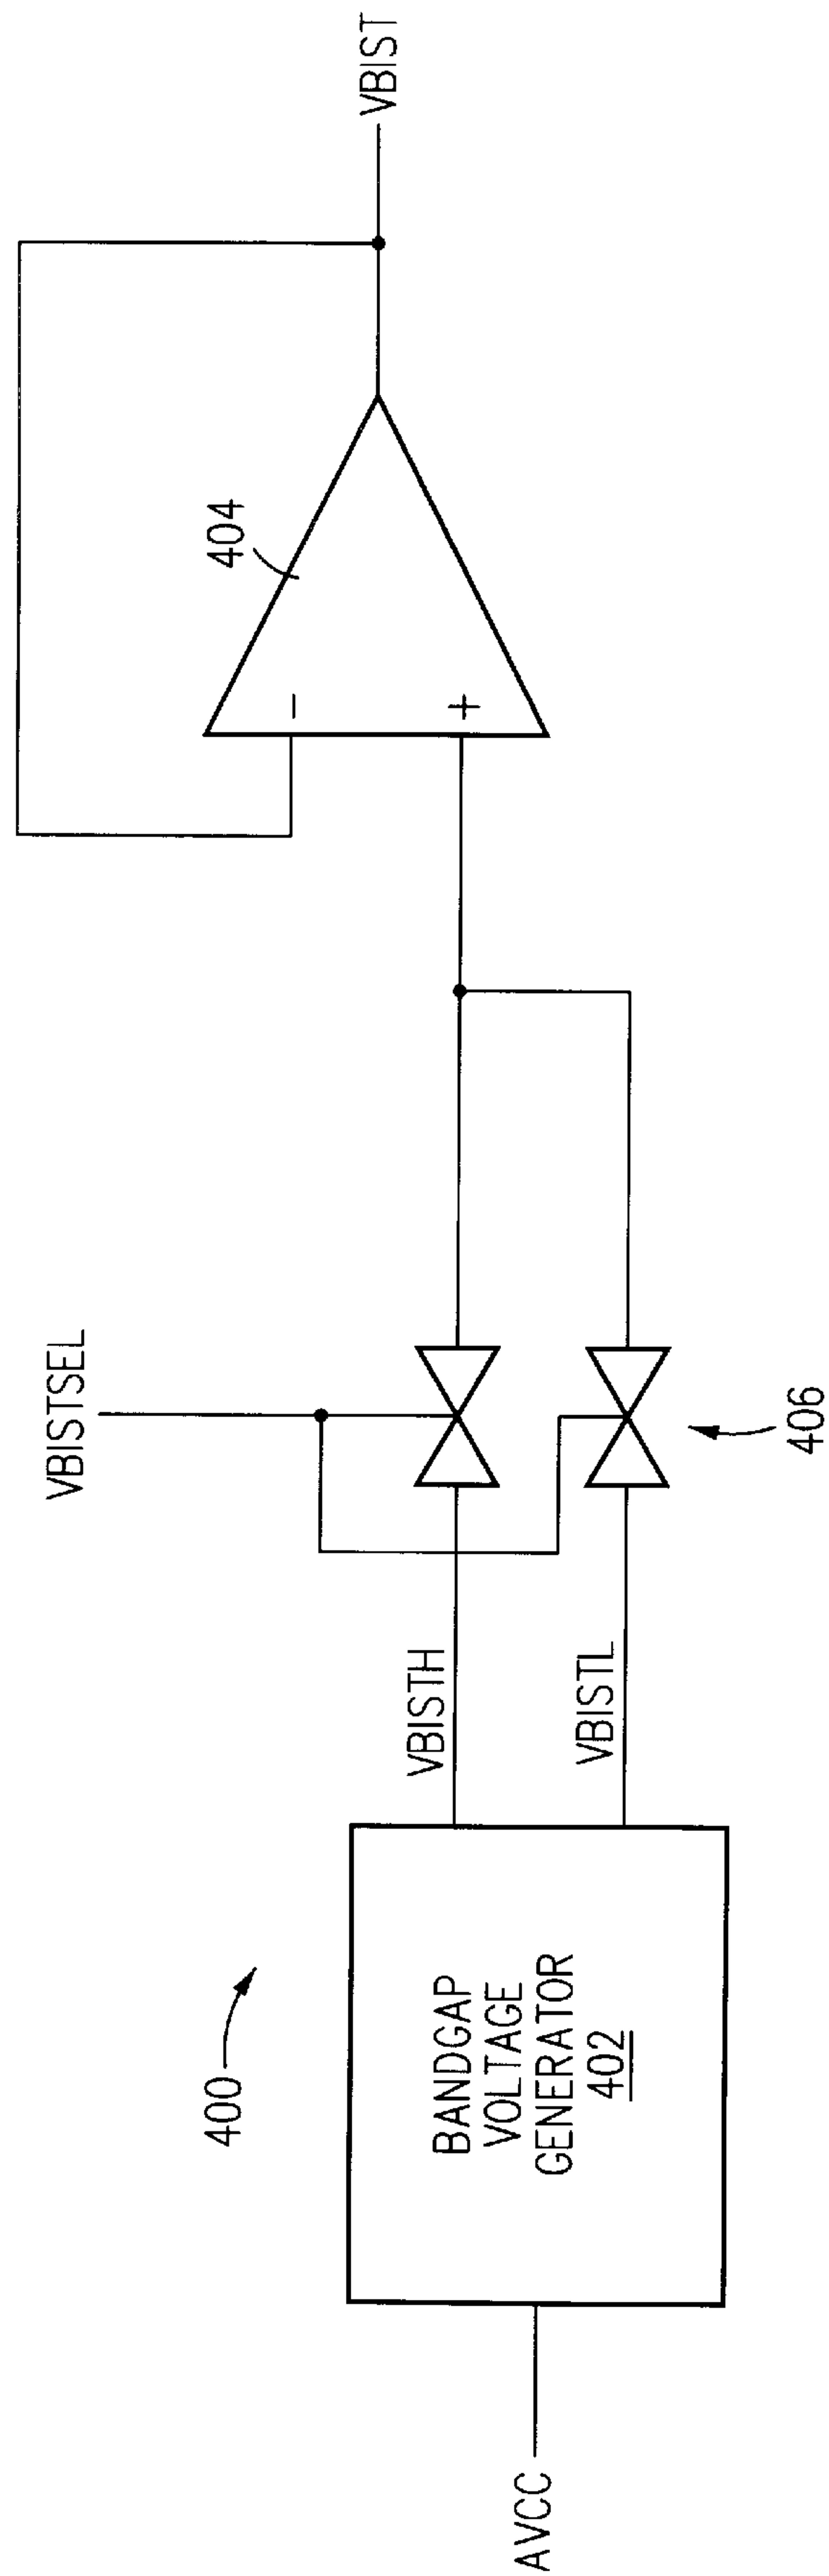 VBISTSEL
404
VBIST
400
VBISTH
VBISTL
-
+
BANDGAP
VOLTAGE
GENERATOR
402
AVCC
406